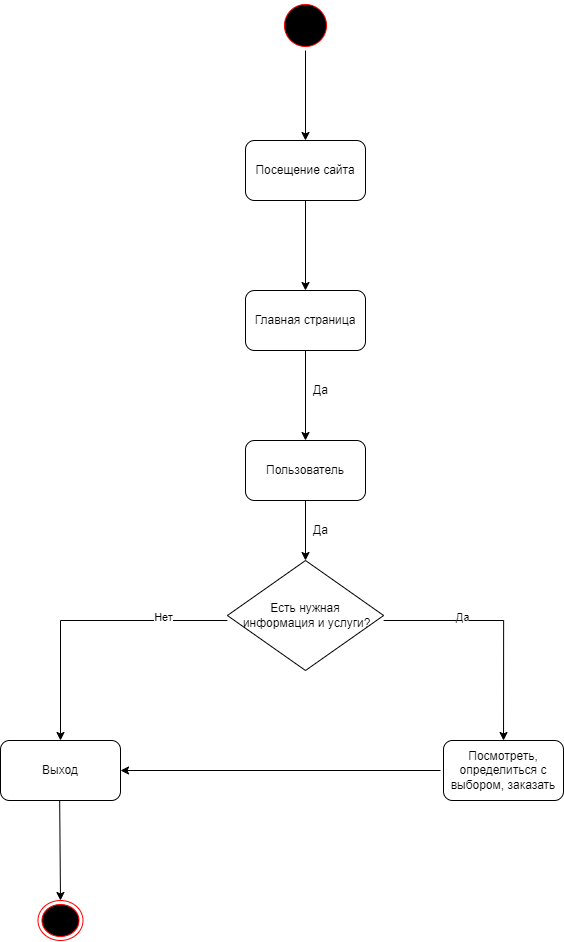 Посещение сайта
Главная страница
Да
Пользователь
Да
Есть нужная
информация и услуги?
Нет
Да
Выход
Посмотреть,
определиться с
выбором, заказать